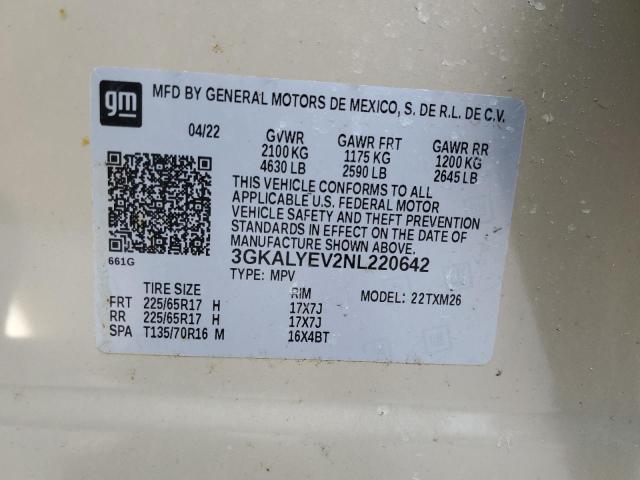 gm
MFD BY GENERAL MOTORS DE MEXICO, S. DE R.L. DE C.V.
04/22 GVWR GAWR FRT GAWR RR
2100 KG 1175 KG 1200 KG
4630 LB 2590 LB 2645 LB
THIS VEHICLE CONFORMS TO ALL
APPLICABLE U.S. FEDERAL MOTOR
VEHICLE SAFETY AND THEFT PREVENTION
STANDARDS IN EFFECT ON THE DATE OF
MANUFACTURE SHOWN ABOVE.
3GKALYEV2NL220642
661G
TYPE: MPV
TIRE SIZE RIM MODEL: 22TXM26
FRT 225/65R17 H 17X7J
RR 225/65R17 H 17X7J
SPA T135/70R16 M 16X4BT